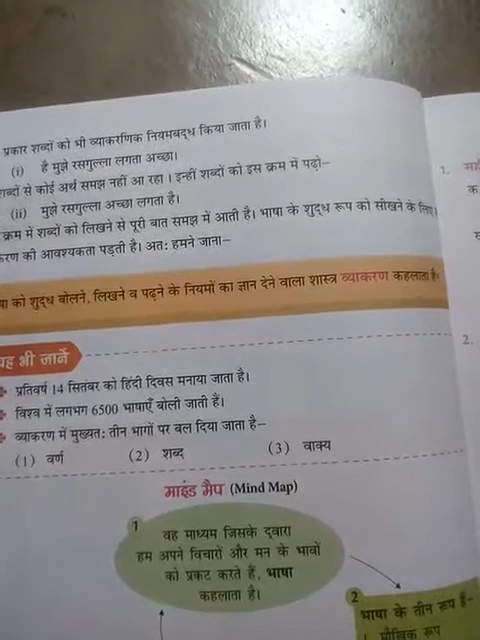 प्रकार शब्दों को भी व्याकरणिक नियमबद्ध किया जाता है।
(i) है मुझे रसगुल्ला लगता अच्छा।
शब्दों से कोई अर्थ समझ नहीं आ रहा। इन्हीं शब्दों को इस क्रम में पढ़ो–
(ii) मुझे रसगुल्ला अच्छा लगता है।
क्रम में शब्दों को लिखने से पूरी बात समझ में आती है। भाषा के शुद्ध रूप को सीखने के लिए
करण की आवश्यकता पड़ती है। अत: हमने जाना–
षा को शुद्ध बोलने, लिखने व पढ़ने के नियमों का ज्ञान देने वाला शास्त्र व्याकरण कहलाता है।
यह भी जानें
प्रतिवर्ष 14 सितंबर को हिंदी दिवस मनाया जाता है।
विश्व में लगभग 6500 भाषाएँ बोली जाती हैं।
व्याकरण में मुख्यत: तीन भागों पर बल दिया जाता है–
(1) वर्ण (2) शब्द (3) वाक्य
माइंड मैप (Mind Map)
1
वह माध्यम जिसके द्वारा
हम अपने विचारों और मन के भावों
को प्रकट करते हैं, भाषा
कहलाता है।
2
भाषा के तीन रूप हैं–
1. मौखिक रूप
1.
2.